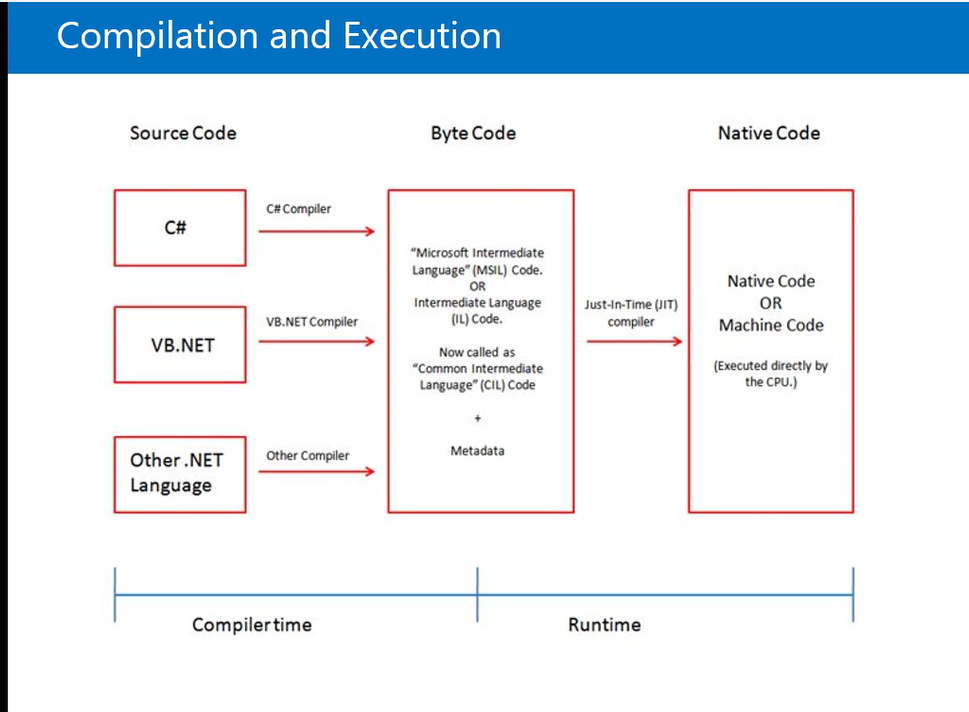 Compilation and Execution
Source Code
Byte Code
Native Code
C#
C# Compiler
VB.NET
VB.NET Compiler
Other .NET
Language
Other Compiler
“Microsoft Intermediate
Language” (MSIL) Code.
OR
Intermediate Language
(IL) Code.
Now called as
“Common Intermediate
Language” (CIL) Code
+
Metadata
Just-In-Time (JIT)
compiler
Native Code
OR
Machine Code
(Executed directly by
the CPU.)
Compiler time
Runtime